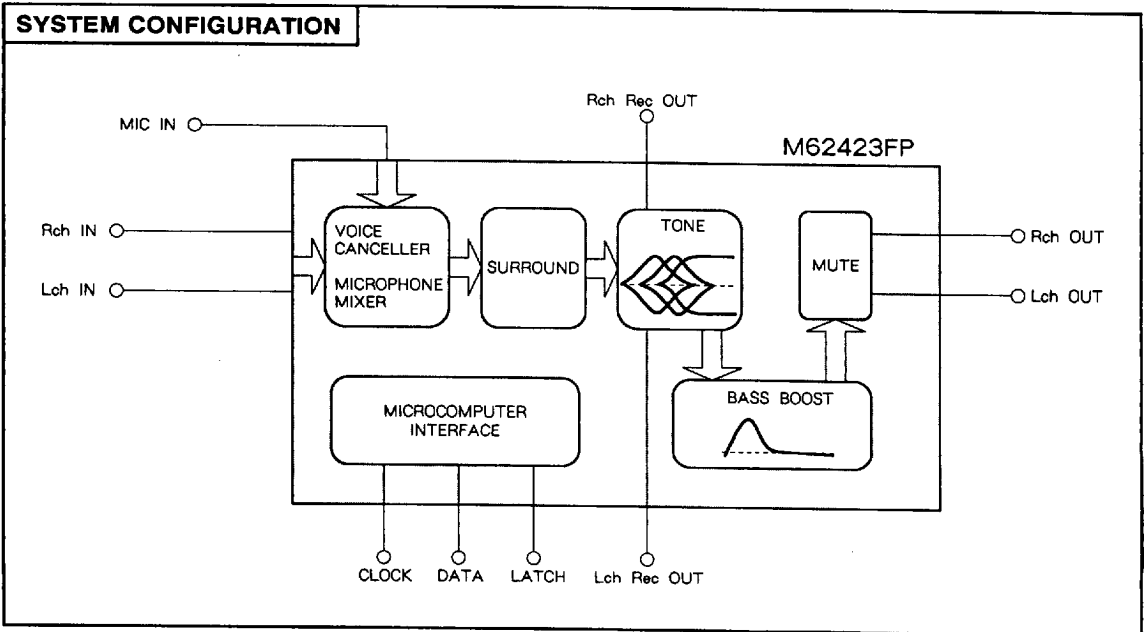 SYSTEM CONFIGURATION
Rch Rec OUT
MIC IN
M62423FP
Rch IN
Lch IN
VOICE
CANCELLER
MICROPHONE
MIXER
SURROUND
TONE
MUTE
Rch OUT
Lch OUT
BASS BOOST
MICROCOMPUTER
INTERFACE
CLOCK
DATA
LATCH
Lch Rec OUT